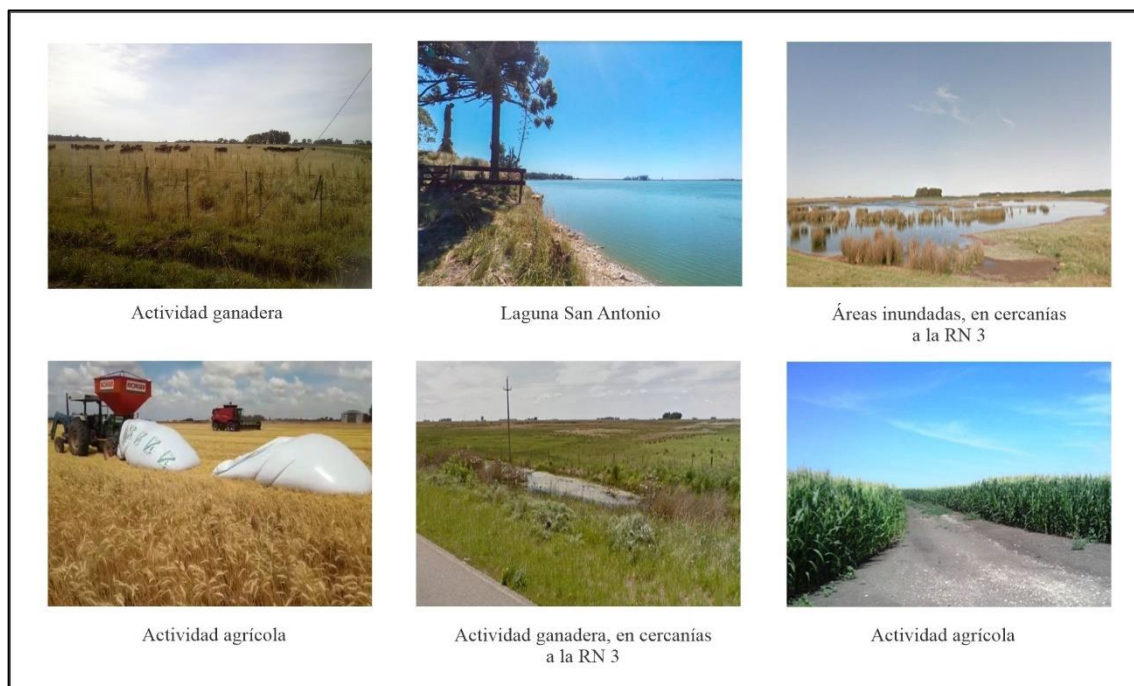 Actividad ganadera
Laguna San Antonio
Áreas inundadas, en cercanías
a la RN 3
Actividad agrícola
Actividad ganadera, en cercanías
a la RN 3
Actividad agrícola